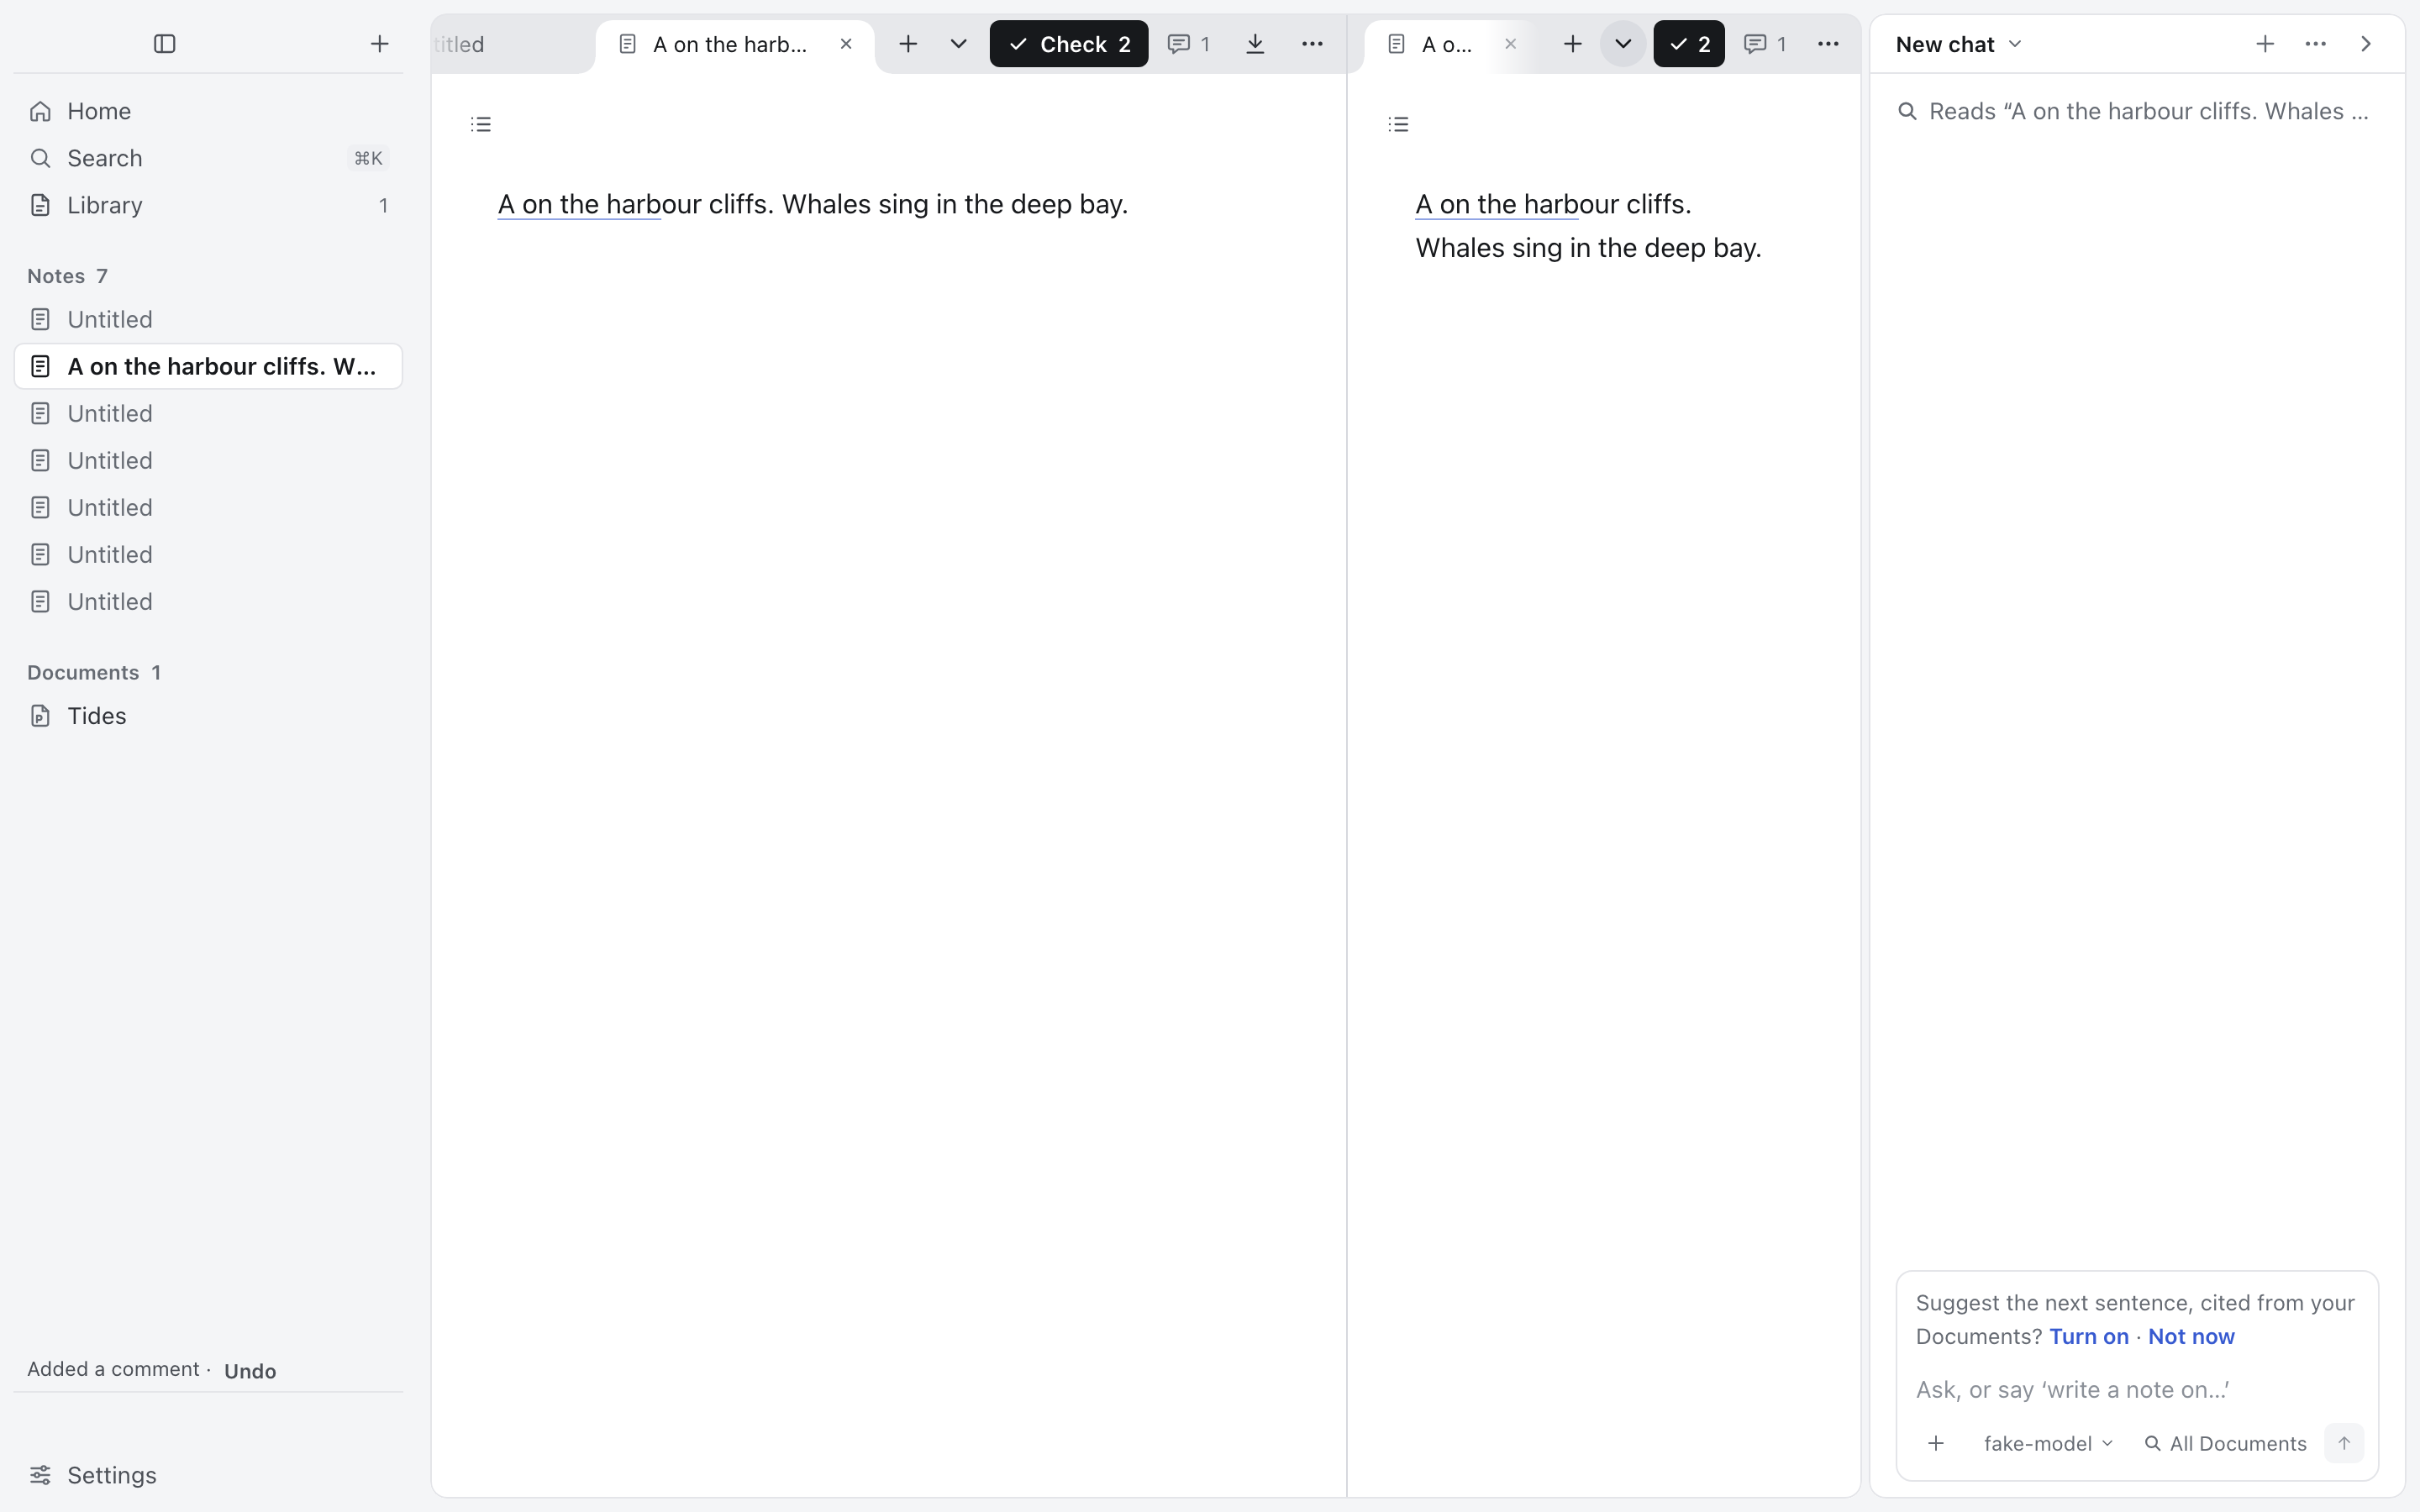 Home
Search ⌘K
Library 1
Notes 7
Untitled
A on the harbour cliffs. W...
Untitled
Untitled
Untitled
Untitled
Untitled
Documents 1
Tides
Added a comment · Undo
Settings
titled
A on the harb...
Check 2
1
A on the harbour cliffs. Whales sing in the deep bay.
A o...
2
1
A on the harbour cliffs.
Whales sing in the deep bay.
New chat
Reads “A on the harbour cliffs. Whales ...
Suggest the next sentence, cited from your
Documents? Turn on · Not now
Ask, or say ‘write a note on...’
fake-model
All Documents